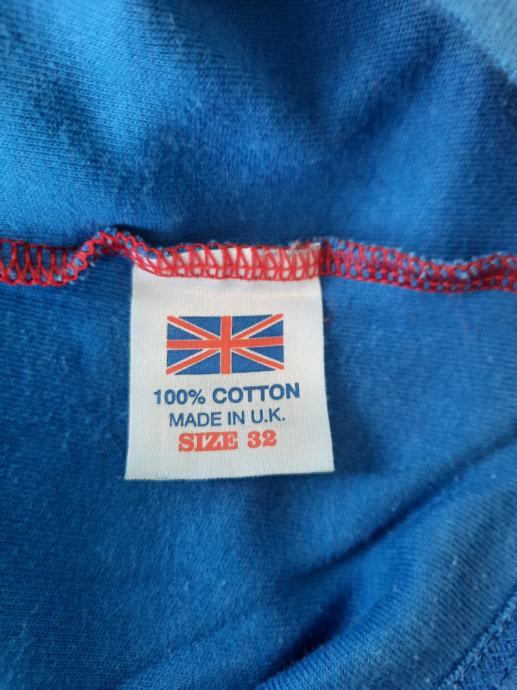 100% COTTON
MADE IN U.K.
SIZE 32